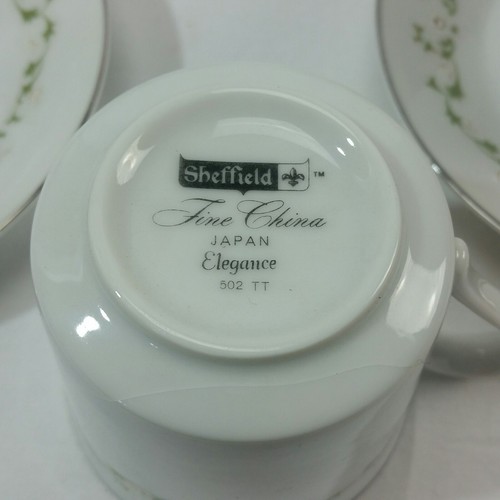 Sheffield ™
Fine China
JAPAN
Elegance
502 TT